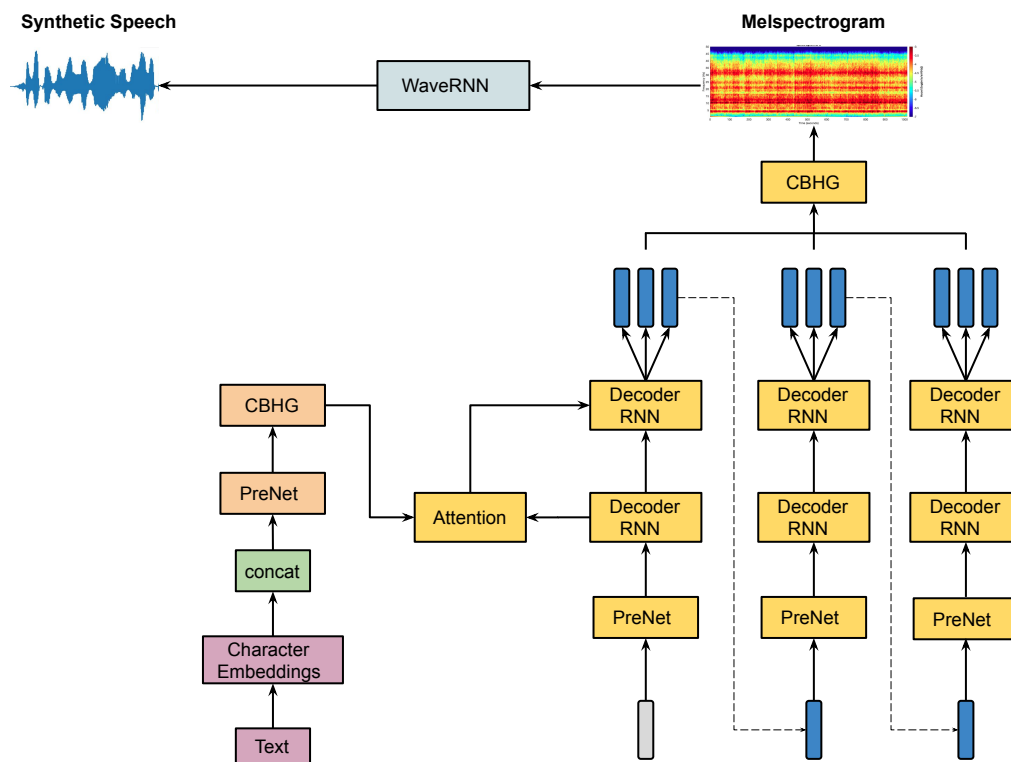 Synthetic Speech
Melspectrogram
WaveRNN
CBHG
CBHG
Decoder
RNN
Decoder
RNN
Decoder
RNN
PreNet
Attention
Decoder
RNN
Decoder
RNN
Decoder
RNN
concat
PreNet
PreNet
PreNet
Character
Embeddings
Text